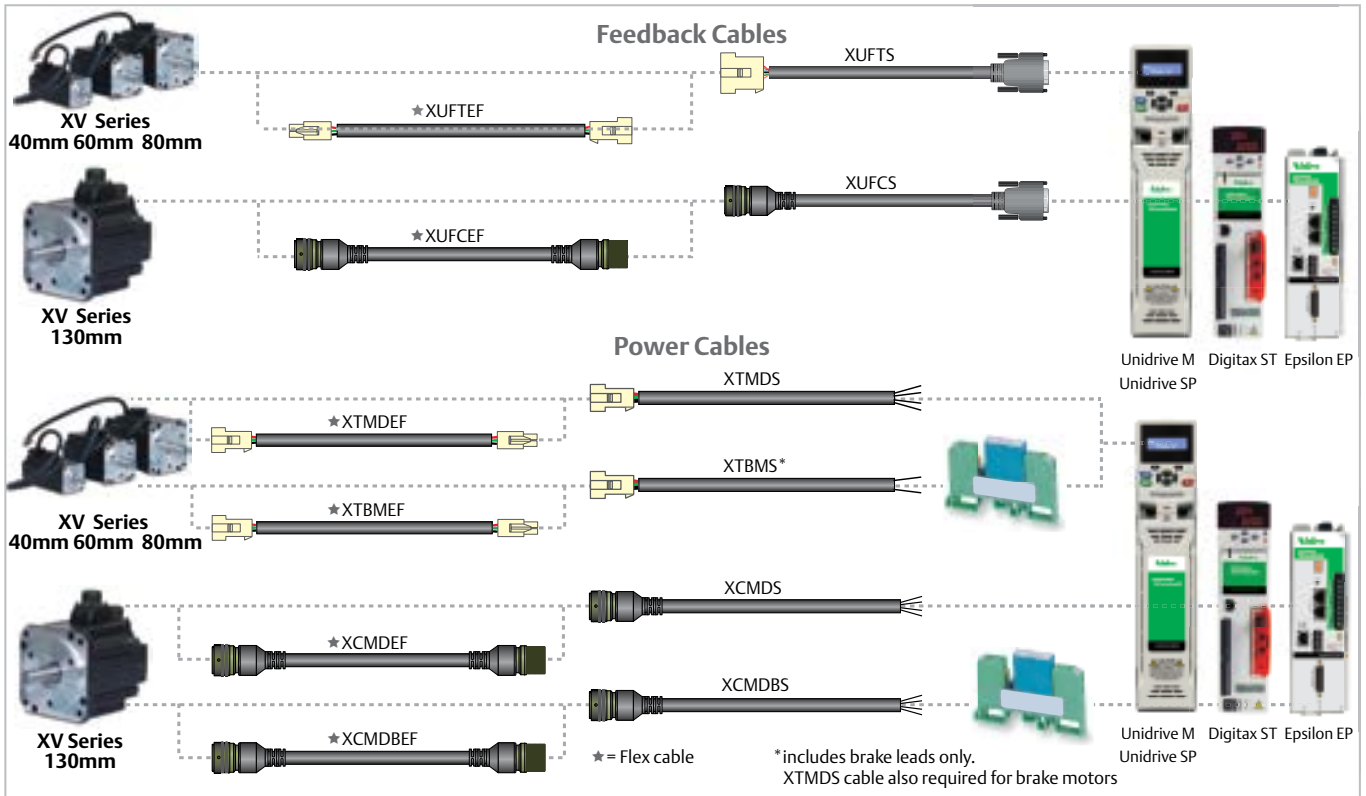 Feedback Cables
XUFTS
★XUFTEF
XV Series
40mm 60mm 80mm
XUFCS
★XUFCEF
XV Series
130mm
Unidrive M Digitax ST Epsilon EP
Unidrive SP
Power Cables
XTMDS
★XTMDEF
XTBMS*
★XTBMEF
XV Series
40mm 60mm 80mm
XCMDS
★XCMDEF
XCMDBS
★XCMDBEF
XV Series
130mm
Unidrive M Digitax ST Epsilon EP
Unidrive SP
★= Flex cable
*includes brake leads only.
XTMDS cable also required for brake motors